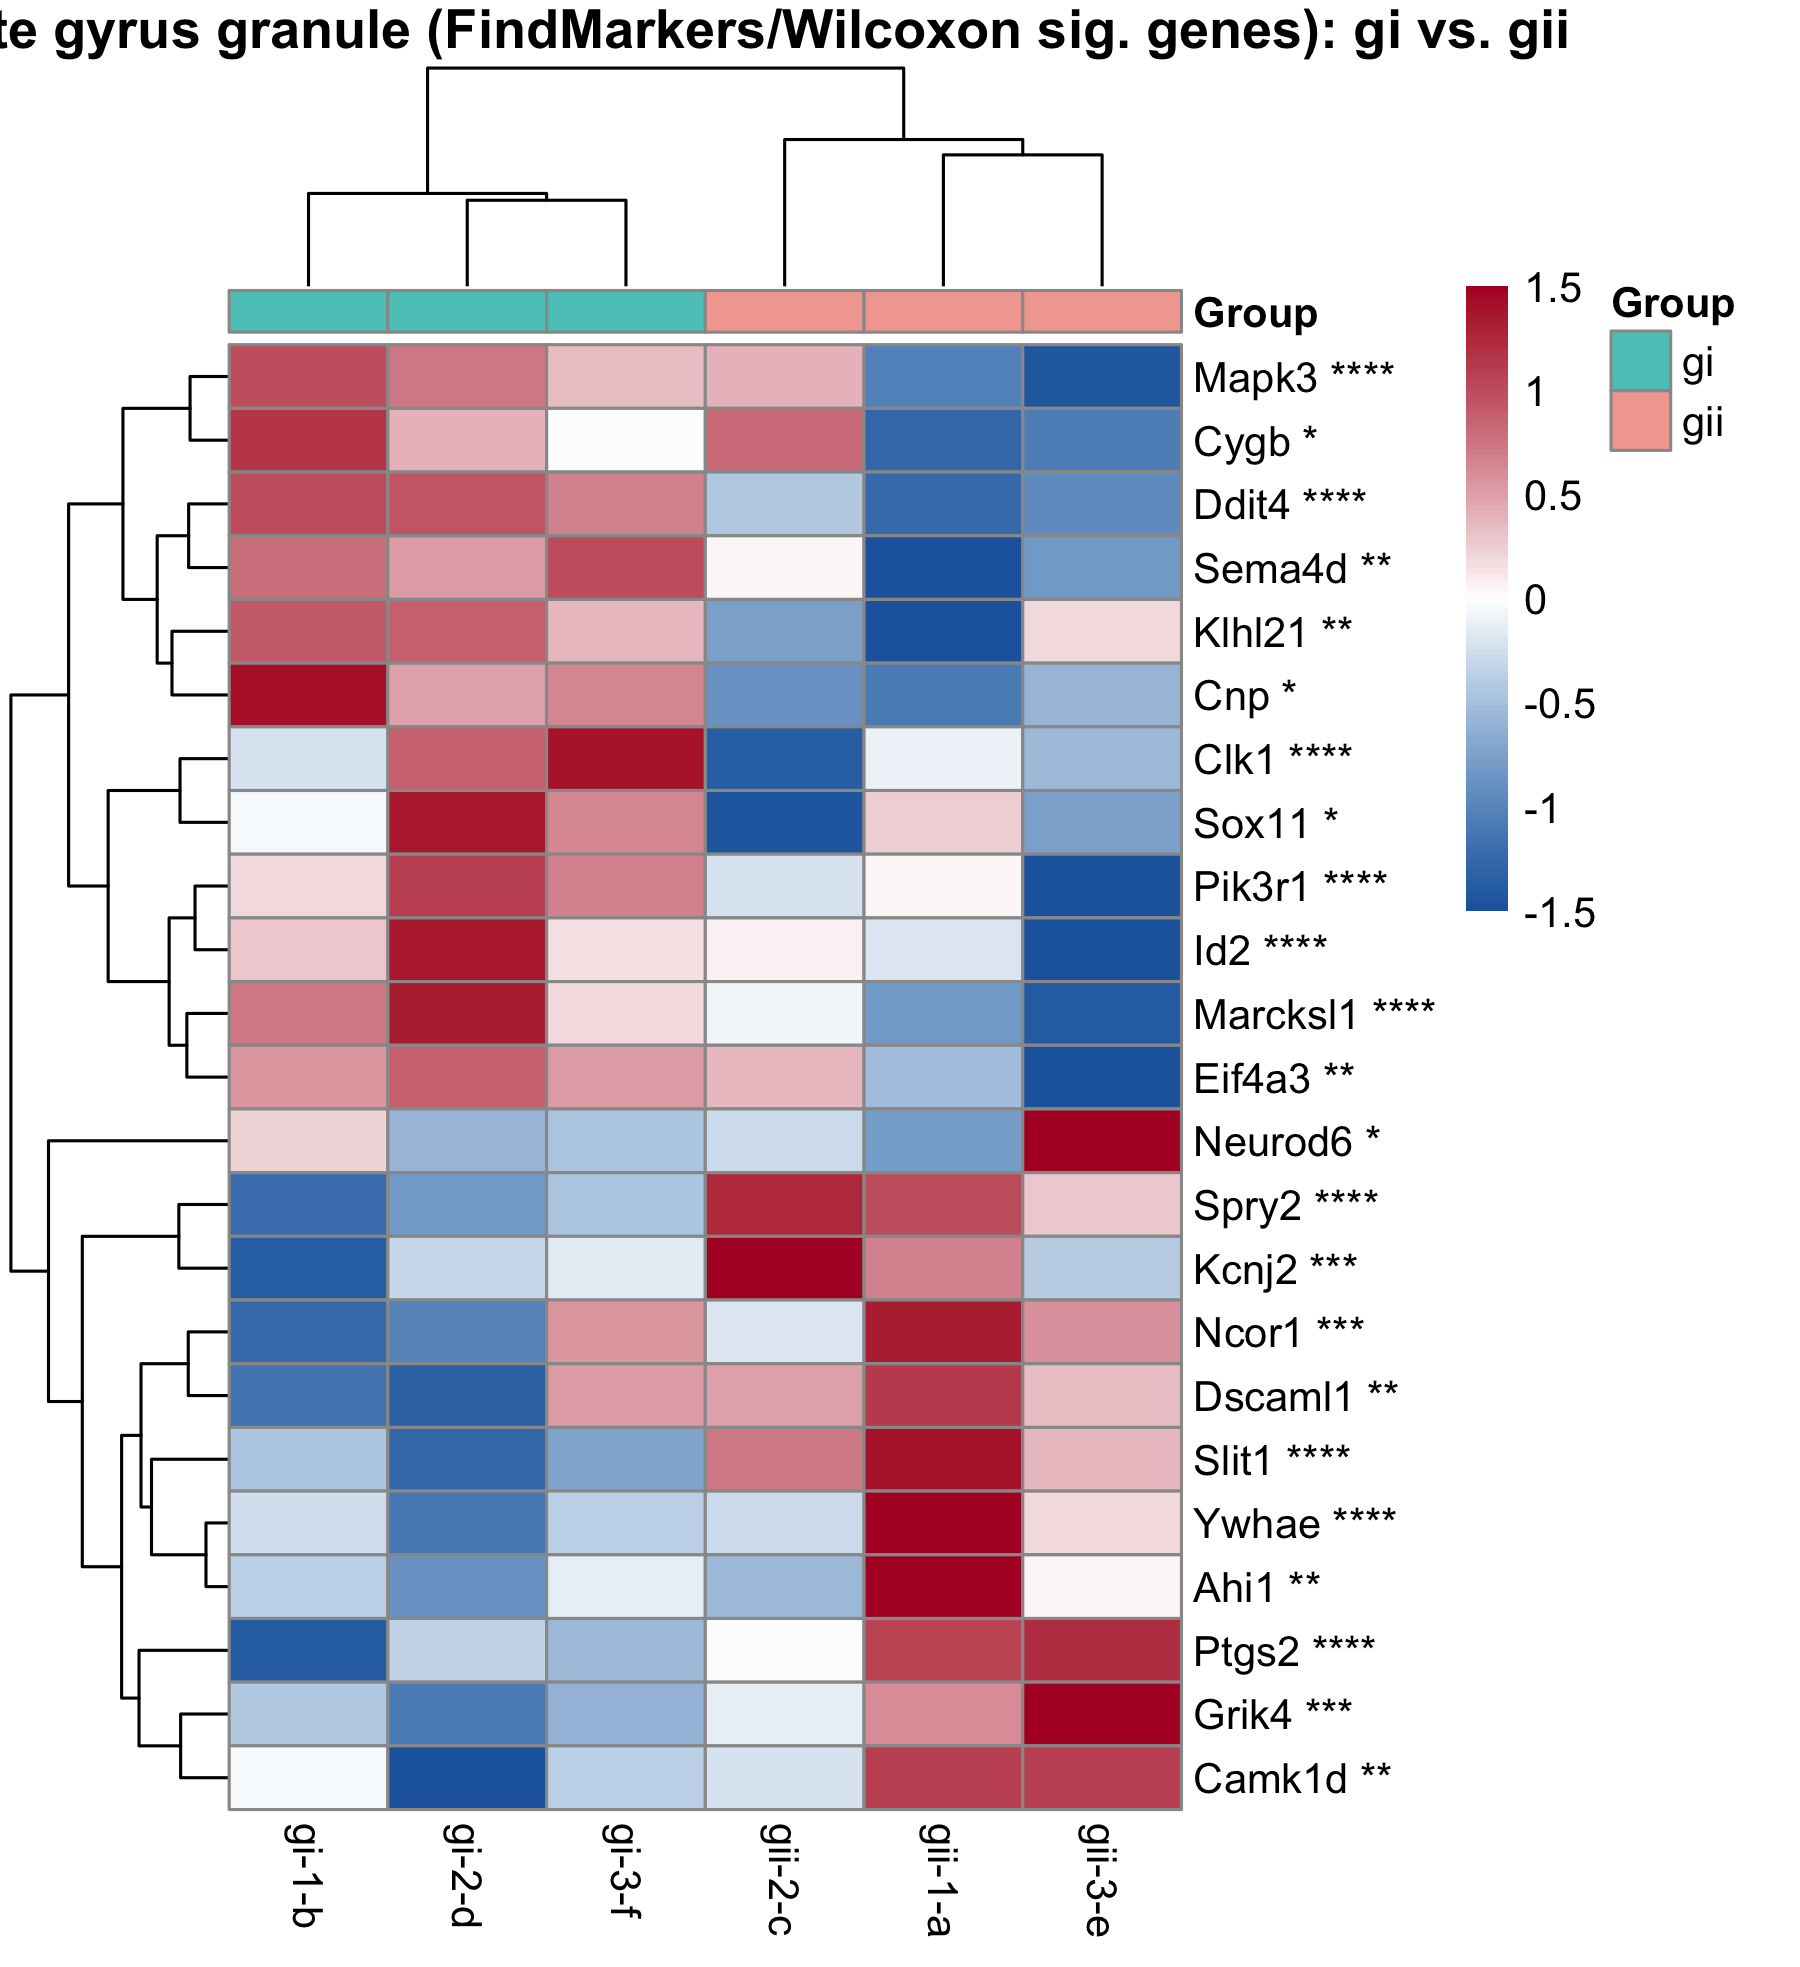 te gyrus granule (FindMarkers/Wilcoxon sig. genes): gi vs. gii
Group
Mapk3 ****
Cygb *
Ddit4 ****
Sema4d **
Klhl21 **
Cnp *
Clk1 ****
Sox11 *
Pik3r1 ****
Id2 ****
Marcksl1 ****
Eif4a3 **
Neurod6 *
Spry2 ****
Kcnj2 ***
Ncor1 ***
Dscaml1 **
Slit1 ****
Ywhae ****
Ahi1 **
Ptgs2 ****
Grik4 ***
Camk1d **
gi-1-b
gi-2-d
gi-3-f
gii-2-c
gii-1-a
gii-3-e
1.5
1
0.5
0
-0.5
-1
-1.5
Group
gi
gii